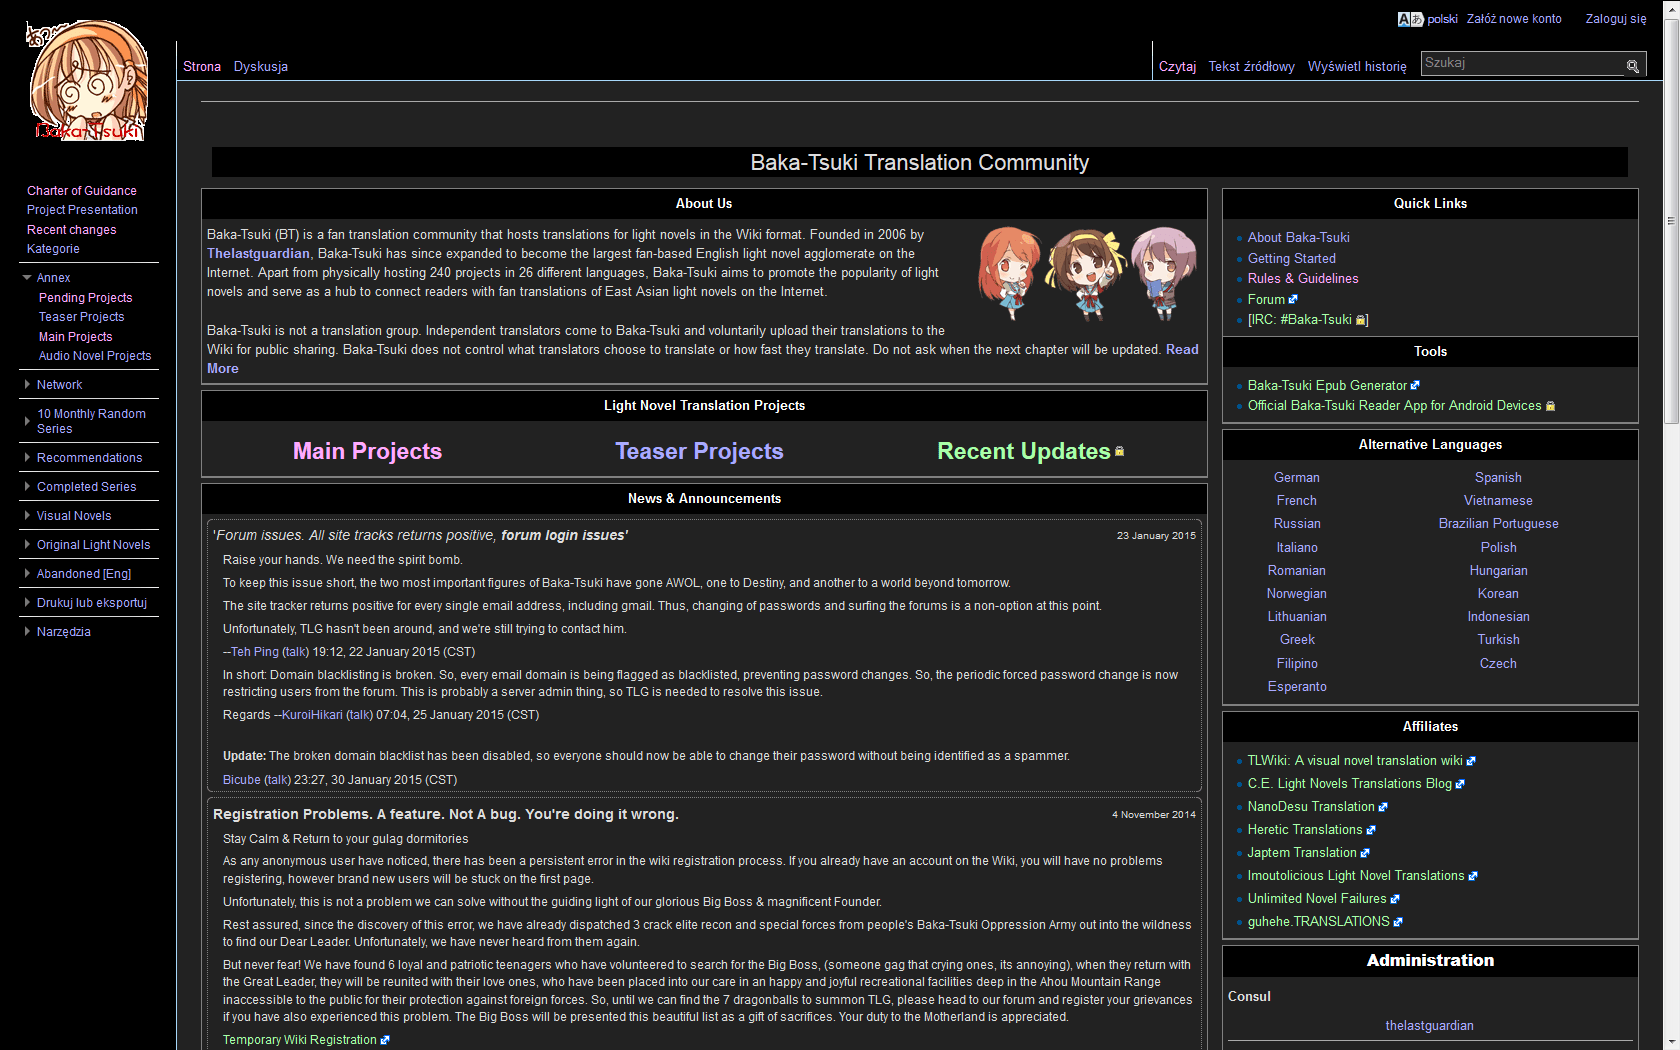 polski Załóż nowe konto Zaloguj się
Baka-Tsuki
Strona Dyskusja
Czytaj Tekst źródłowy Wyświetl historię Szukaj
Charter of Guidance
Project Presentation
Recent changes
Kategorie
Annex
Pending Projects
Teaser Projects
Main Projects
Audio Novel Projects
Network
10 Monthly Random
Series
Recommendations
Completed Series
Visual Novels
Original Light Novels
Abandoned [Eng]
Drukuj lub eksportuj
Narzędzia
Baka-Tsuki Translation Community
About Us
Baka-Tsuki (BT) is a fan translation community that hosts translations for light novels in the Wiki format. Founded in 2006 by
Thelastguardian, Baka-Tsuki has since expanded to become the largest fan-based English light novel agglomerate on the
Internet. Apart from physically hosting 240 projects in 26 different languages, Baka-Tsuki aims to promote the popularity of light
novels and serve as a hub to connect readers with fan translations of East Asian light novels on the Internet.
Baka-Tsuki is not a translation group. Independent translators come to Baka-Tsuki and voluntarily upload their translations to the
Wiki for public sharing. Baka-Tsuki does not control what translators choose to translate or how fast they translate. Do not ask when the next chapter will be updated. Read
More
Light Novel Translation Projects
Main Projects Teaser Projects Recent Updates
News & Announcements
'Forum issues. All site tracks returns positive, forum login issues' 23 January 2015
Raise your hands. We need the spirit bomb.
To keep this issue short, the two most important figures of Baka-Tsuki have gone AWOL, one to Destiny, and another to a world beyond tomorrow.
The site tracker returns positive for every single email address, including gmail. Thus, changing of passwords and surfing the forums is a non-option at this point.
Unfortunately, TLG hasn't been around, and we're still trying to contact him.
--Teh Ping (talk) 19:12, 22 January 2015 (CST)
In short: Domain blacklisting is broken. So, every email domain is being flagged as blacklisted, preventing password changes. So, the periodic forced password change is now
restricting users from the forum. This is probably a server admin thing, so TLG is needed to resolve this issue.
Regards --KuroiHikari (talk) 07:04, 25 January 2015 (CST)
Update: The broken domain blacklist has been disabled, so everyone should now be able to change their password without being identified as a spammer.
Bicube (talk) 23:27, 30 January 2015 (CST)
Registration Problems. A feature. Not A bug. You're doing it wrong. 4 November 2014
Stay Calm & Return to your gulag dormitories
As any anonymous user have noticed, there has been a persistent error in the wiki registration process. If you already have an account on the Wiki, you will have no problems
registering, however brand new users will be stuck on the first page.
Unfortunately, this is not a problem we can solve without the guiding light of our glorious Big Boss & magnificent Founder.
Rest assured, since the discovery of this error, we have already dispatched 3 crack elite recon and special forces from people's Baka-Tsuki Oppression Army out into the wildness
to find our Dear Leader. Unfortunately, we have never heard from them again.
But never fear! We have found 6 loyal and patriotic teenagers who have volunteered to search for the Big Boss, (someone gag that crying ones, its annoying), when they return with
the Great Leader, they will be reunited with their love ones, who have been placed into our care in an happy and joyful recreational facilities deep in the Ahou Mountain Range
inaccessible to the public for their protection against foreign forces. So, until we can find the 7 dragonballs to summon TLG, please head to our forum and register your grievances
if you have also experienced this problem. The Big Boss will be presented this beautiful list as a gift of sacrifices. Your duty to the Motherland is appreciated.
Temporary Wiki Registration
Quick Links
About Baka-Tsuki
Getting Started
Rules & Guidelines
Forum
[IRC: #Baka-Tsuki]
Tools
Baka-Tsuki Epub Generator
Official Baka-Tsuki Reader App for Android Devices
Alternative Languages
German Spanish
French Vietnamese
Russian Brazilian Portuguese
Italiano Polish
Romanian Hungarian
Norwegian Korean
Lithuanian Indonesian
Greek Turkish
Filipino Czech
Esperanto
Affiliates
TLWiki: A visual novel translation wiki
C.E. Light Novels Translations Blog
NanoDesu Translation
Heretic Translations
Japtem Translation
Imoutolicious Light Novel Translations
Unlimited Novel Failures
guhehe.TRANSLATIONS
Administration
Consul
thelastguardian